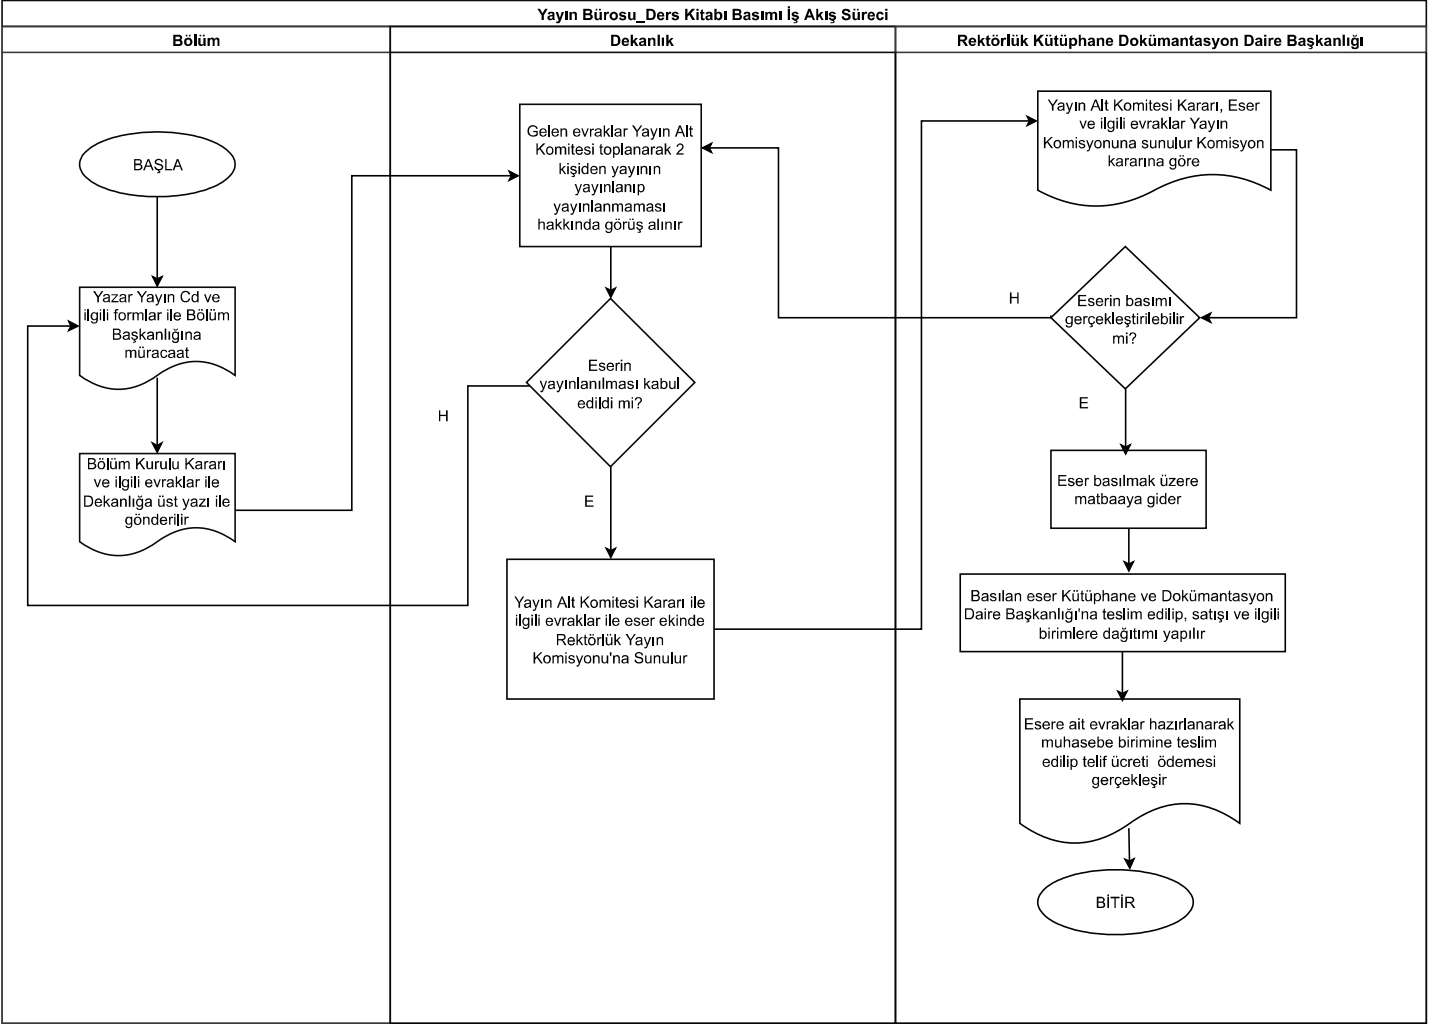 Yayın Bürosu_Ders Kitabı Basımı İş Akış Süreci
Bölüm
Dekanlık
Rektörlük Kütüphane Dokümantasyon Daire Başkanlığı
BAŞLA
Yazar Yayın Cd ve
ilgili formlar ile Bölüm
Başkanlığına
müracaat
Bölüm Kurulu Kararı
ve ilgili evraklar ile
Dekanlığa üst yazı ile
gönderilir
Gelen evraklar Yayın Alt
Komitesi toplanarak 2
kişiden yayının
yayınlanıp
yayınlanmaması
hakkında görüş alınır
Eserin
yayınlanılması kabul
edildi mi?
H
E
Yayın Alt Komitesi Kararı ile
ilgili evraklar ile eser ekinde
Rektörlük Yayın
Komisyonu'na Sunulur
Yayın Alt Komitesi Kararı, Eser
ve ilgili evraklar Yayın
Komisyonuna sunulur Komisyon
kararına göre
Eserin basımı
gerçekleştirilebilir
mi?
H
E
Eser basılmak üzere
matbaaya gider
Basılan eser Kütüphane ve Dokümantasyon
Daire Başkanlığı'na teslim edilip, satışı ve ilgili
birimlere dağıtımı yapılır
Esere ait evraklar hazırlanarak
muhasebe birimine teslim
edilip telif ücreti  ödemesi
gerçekleşir
BİTİR